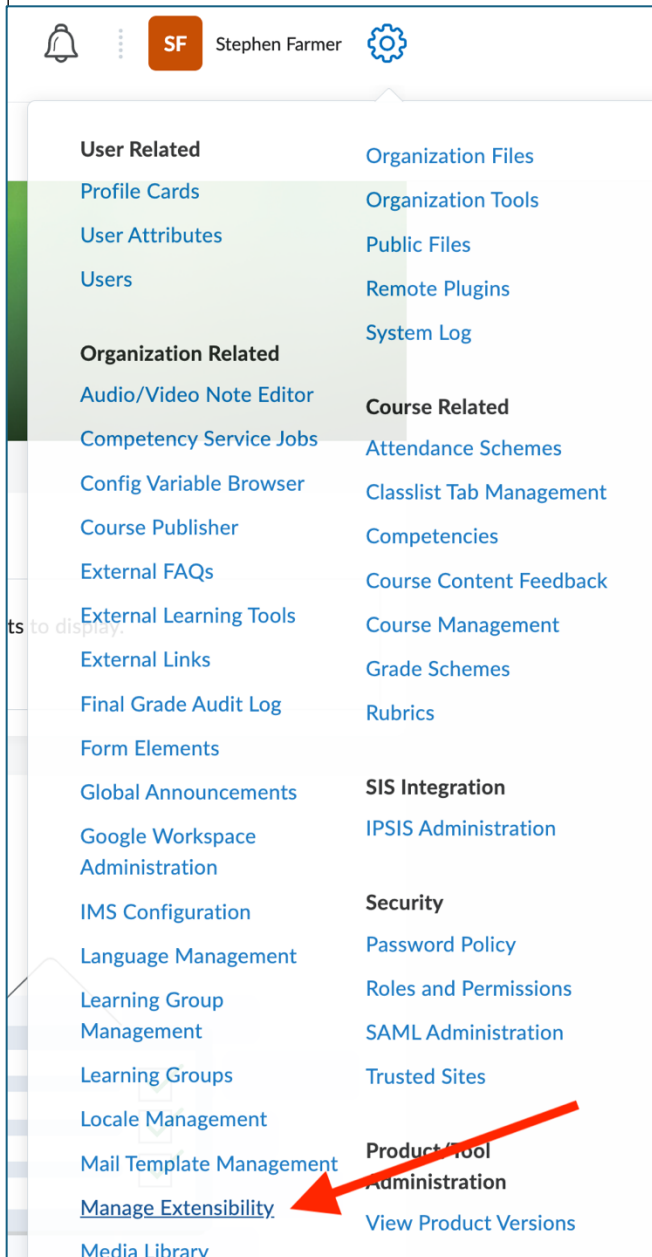 SF Stephen Farmer
User Related
Profile Cards
User Attributes
Users
Organization Related
Audio/Video Note Editor
Competency Service Jobs
Config Variable Browser
Course Publisher
External FAQs
External Learning Tools
ts to display.
External Links
Final Grade Audit Log
Form Elements
Global Announcements
Google Workspace
Administration
IMS Configuration
Language Management
Learning Group
Management
Learning Groups
Locale Management
Mail Template Management
Manage Extensibility
Media Library
Organization Files
Organization Tools
Public Files
Remote Plugins
System Log
Course Related
Attendance Schemes
Classlist Tab Management
Competencies
Course Content Feedback
Course Management
Grade Schemes
Rubrics
SIS Integration
IPSIS Administration
Security
Password Policy
Roles and Permissions
SAML Administration
Trusted Sites
Product/Tool
Administration
View Product Versions